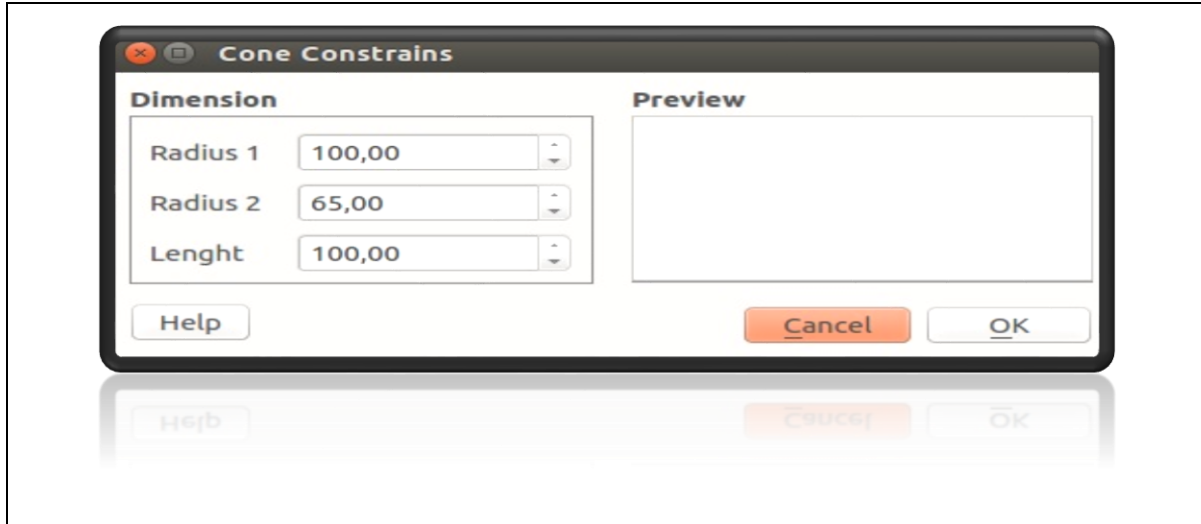 Cone Constrains
Dimension
Preview
Radius 1 100,00
Radius 2 65,00
Lenght 100,00
Help
Cancel
OK